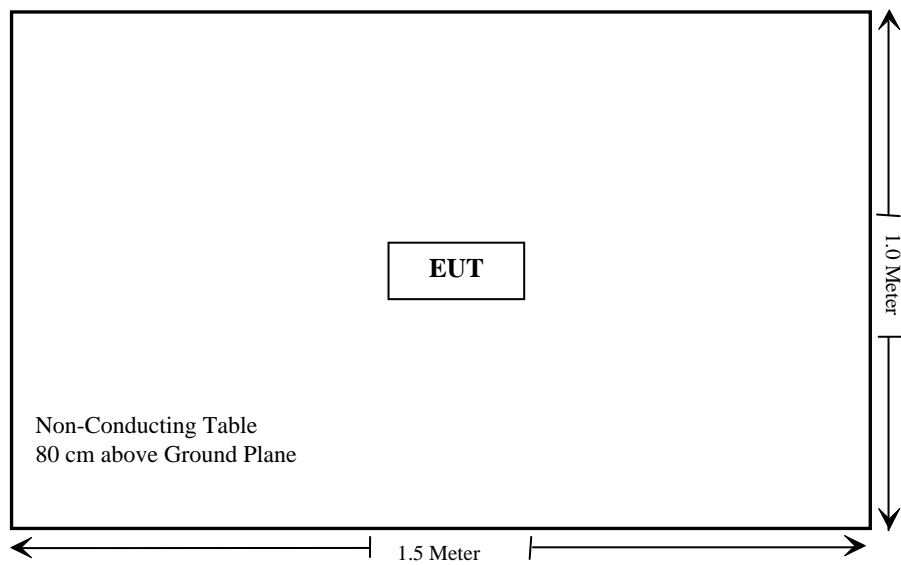 EUT
1.0 Meter
Non-Conducting Table
80 cm above Ground Plane
1.5 Meter